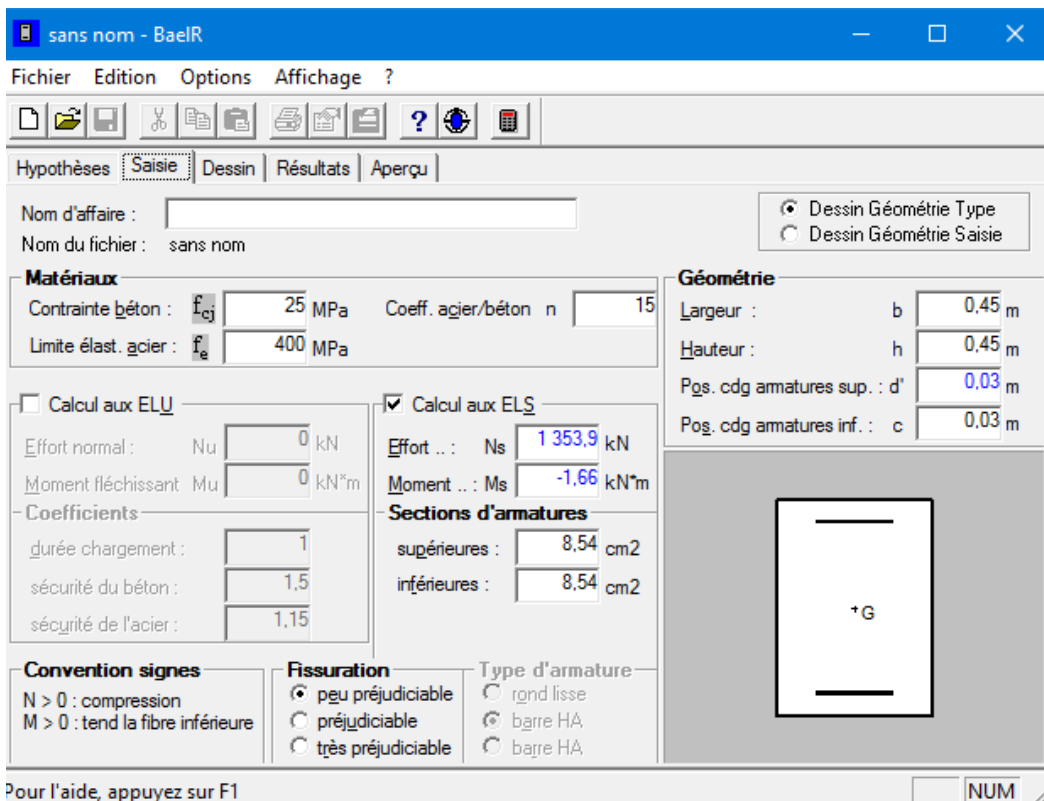 sans nom - BaelR
Fichier Edition Options Affichage ?
Hypothèses Saisie Dessin Résultats Aperçu
Nom d'affaire :
Nom du fichier : sans nom
Dessin Géométrie Type
Dessin Géométrie Saisie
Matériaux
Contrainte béton : fcj 25 MPa Coeff. acier/béton n 15
Limite élast. acier : fe 400 MPa
Géométrie
Largeur : b 0,45 m
Hauteur : h 0,45 m
Pos. cdg armatures sup. : d' 0,03 m
Pos. cdg armatures inf. : c 0,03 m
Calcul aux ELU
Effort normal : Nu 0 kN
Moment fléchissant Mu 0 kN*m
Coefficients
durée chargement : 1
sécurité du béton : 1,5
sécurité de l'acier : 1,15
Calcul aux ELS
Effort .. : Ns 1 353,9 kN
Moment .. : Ms -1,66 kN*m
Sections d'armatures
supérieures : 8,54 cm2
inférieures : 8,54 cm2
+G
Convention signes
N > 0 : compression
M > 0 : tend la fibre inférieure
Fissuration
peu préjudiciable
préjudiciable
très préjudiciable
Type d'armature
rond lisse
barre HA
barre HA
Pour l'aide, appuyez sur F1
NUM